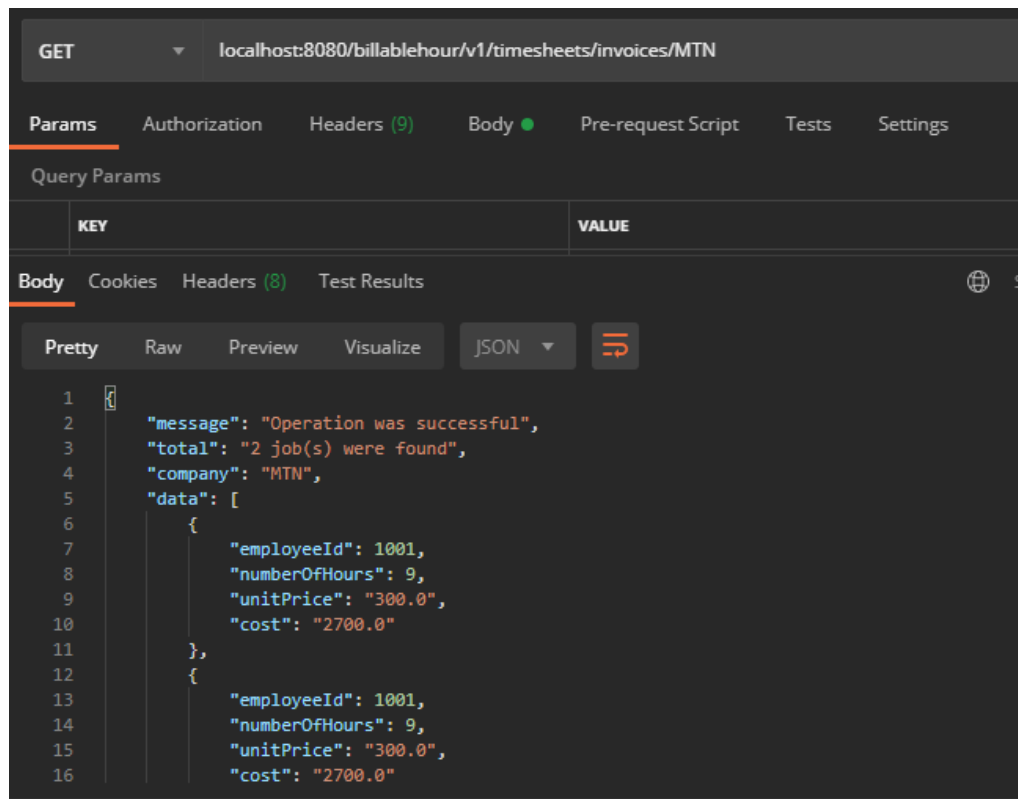 GET localhost:8080/billablehour/v1/timesheets/invoices/MTN
Params Authorization Headers (9) Body Pre-request Script Tests Settings
Query Params
KEY VALUE
Body Cookies Headers (8) Test Results
Pretty Raw Preview Visualize JSON
1 {
2 "message": "Operation was successful",
3 "total": "2 job(s) were found",
4 "company": "MTN",
5 "data": [
6 {
7 "employeeId": 1001,
8 "numberOfHours": 9,
9 "unitPrice": "300.0",
10 "cost": "2700.0"
11 },
12 {
13 "employeeId": 1001,
14 "numberOfHours": 9,
15 "unitPrice": "300.0",
16 "cost": "2700.0"